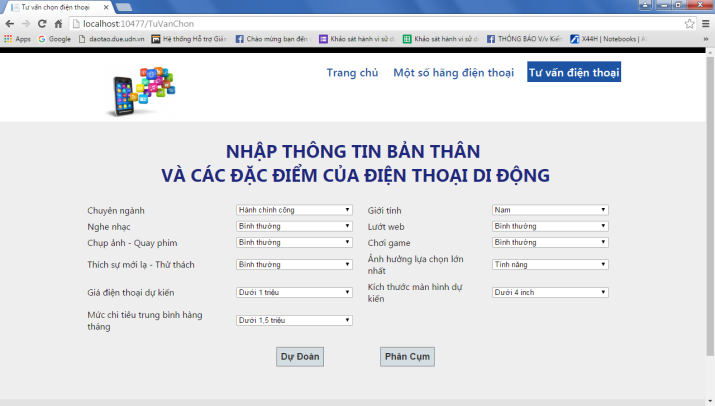 Tư vấn chọn điện thoại
localhost:10477/TuVanChon
Apps Google daotao.due.udn.vn Hệ thống Hỗ trợ Giản Chào mừng bạn đến Khảo sát hành vi sử dụ Khảo sát hành vi sử dụ THÔNG BÁO V/v Kiể X44H | Notebooks | A
Trang chủ Một số hãng điện thoại Tư vấn điện thoại
NHẬP THÔNG TIN BẢN THÂN
VÀ CÁC ĐẶC ĐIỂM CỦA ĐIỆN THOẠI DI ĐỘNG
Chuyên ngành Hành chính công Giới tính Nam
Nghe nhạc Bình thường Lướt web Bình thường
Chụp ảnh - Quay phim Bình thường Chơi game Bình thường
Thích sự mới lạ - Thử thách Bình thường Ảnh hưởng lựa chọn lớn
nhất Tính năng
Giá điện thoại dự kiến Dưới 1 triệu Kích thước màn hình dự
kiến Dưới 4 inch
Mức chi tiêu trung bình hàng
tháng Dưới 1,5 triệu
Dự Đoán Phân Cụm